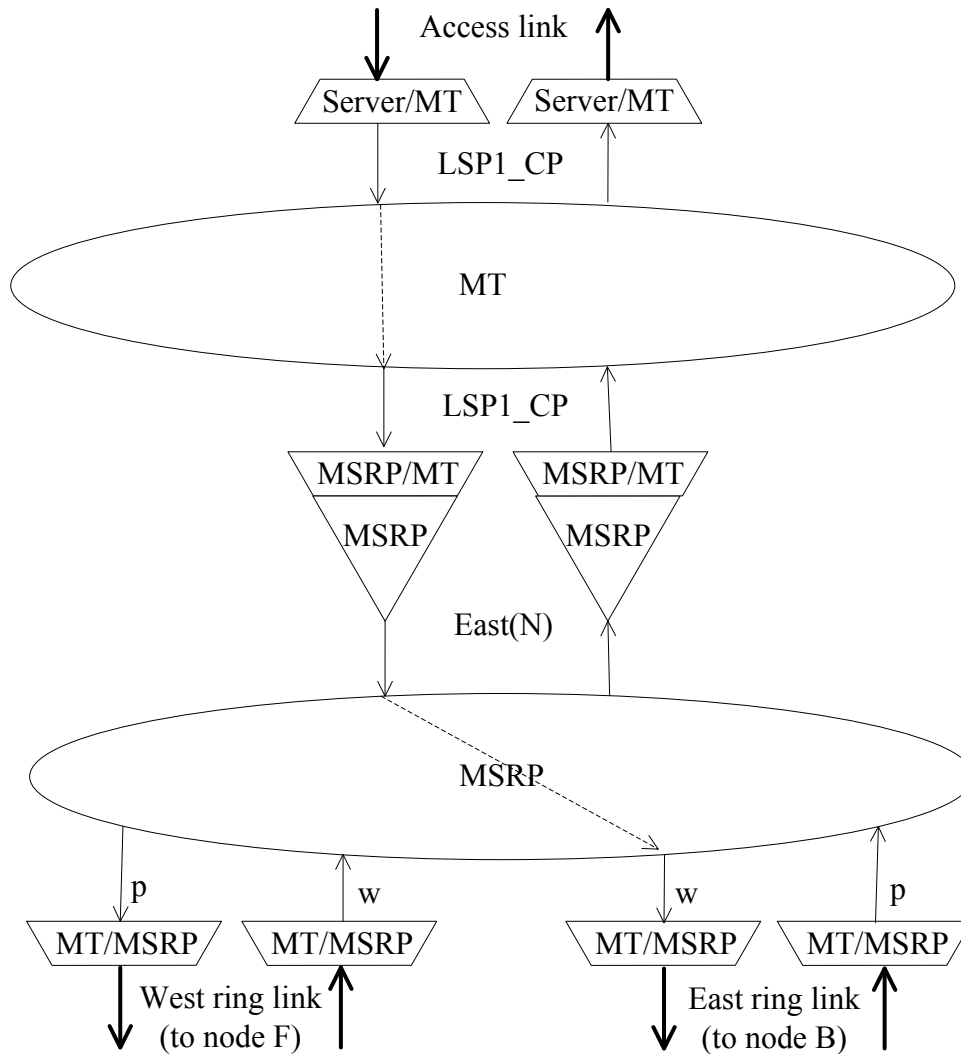 Access link
Server/MT
Server/MT
LSP1_CP
MT
LSP1_CP
MSRP/MT
MSRP/MT
MSRP
MSRP
East(N)
MSRP
p
w
w
p
MT/MSRP
MT/MSRP
MT/MSRP
MT/MSRP
West ring link
(to node F)
East ring link
(to node B)